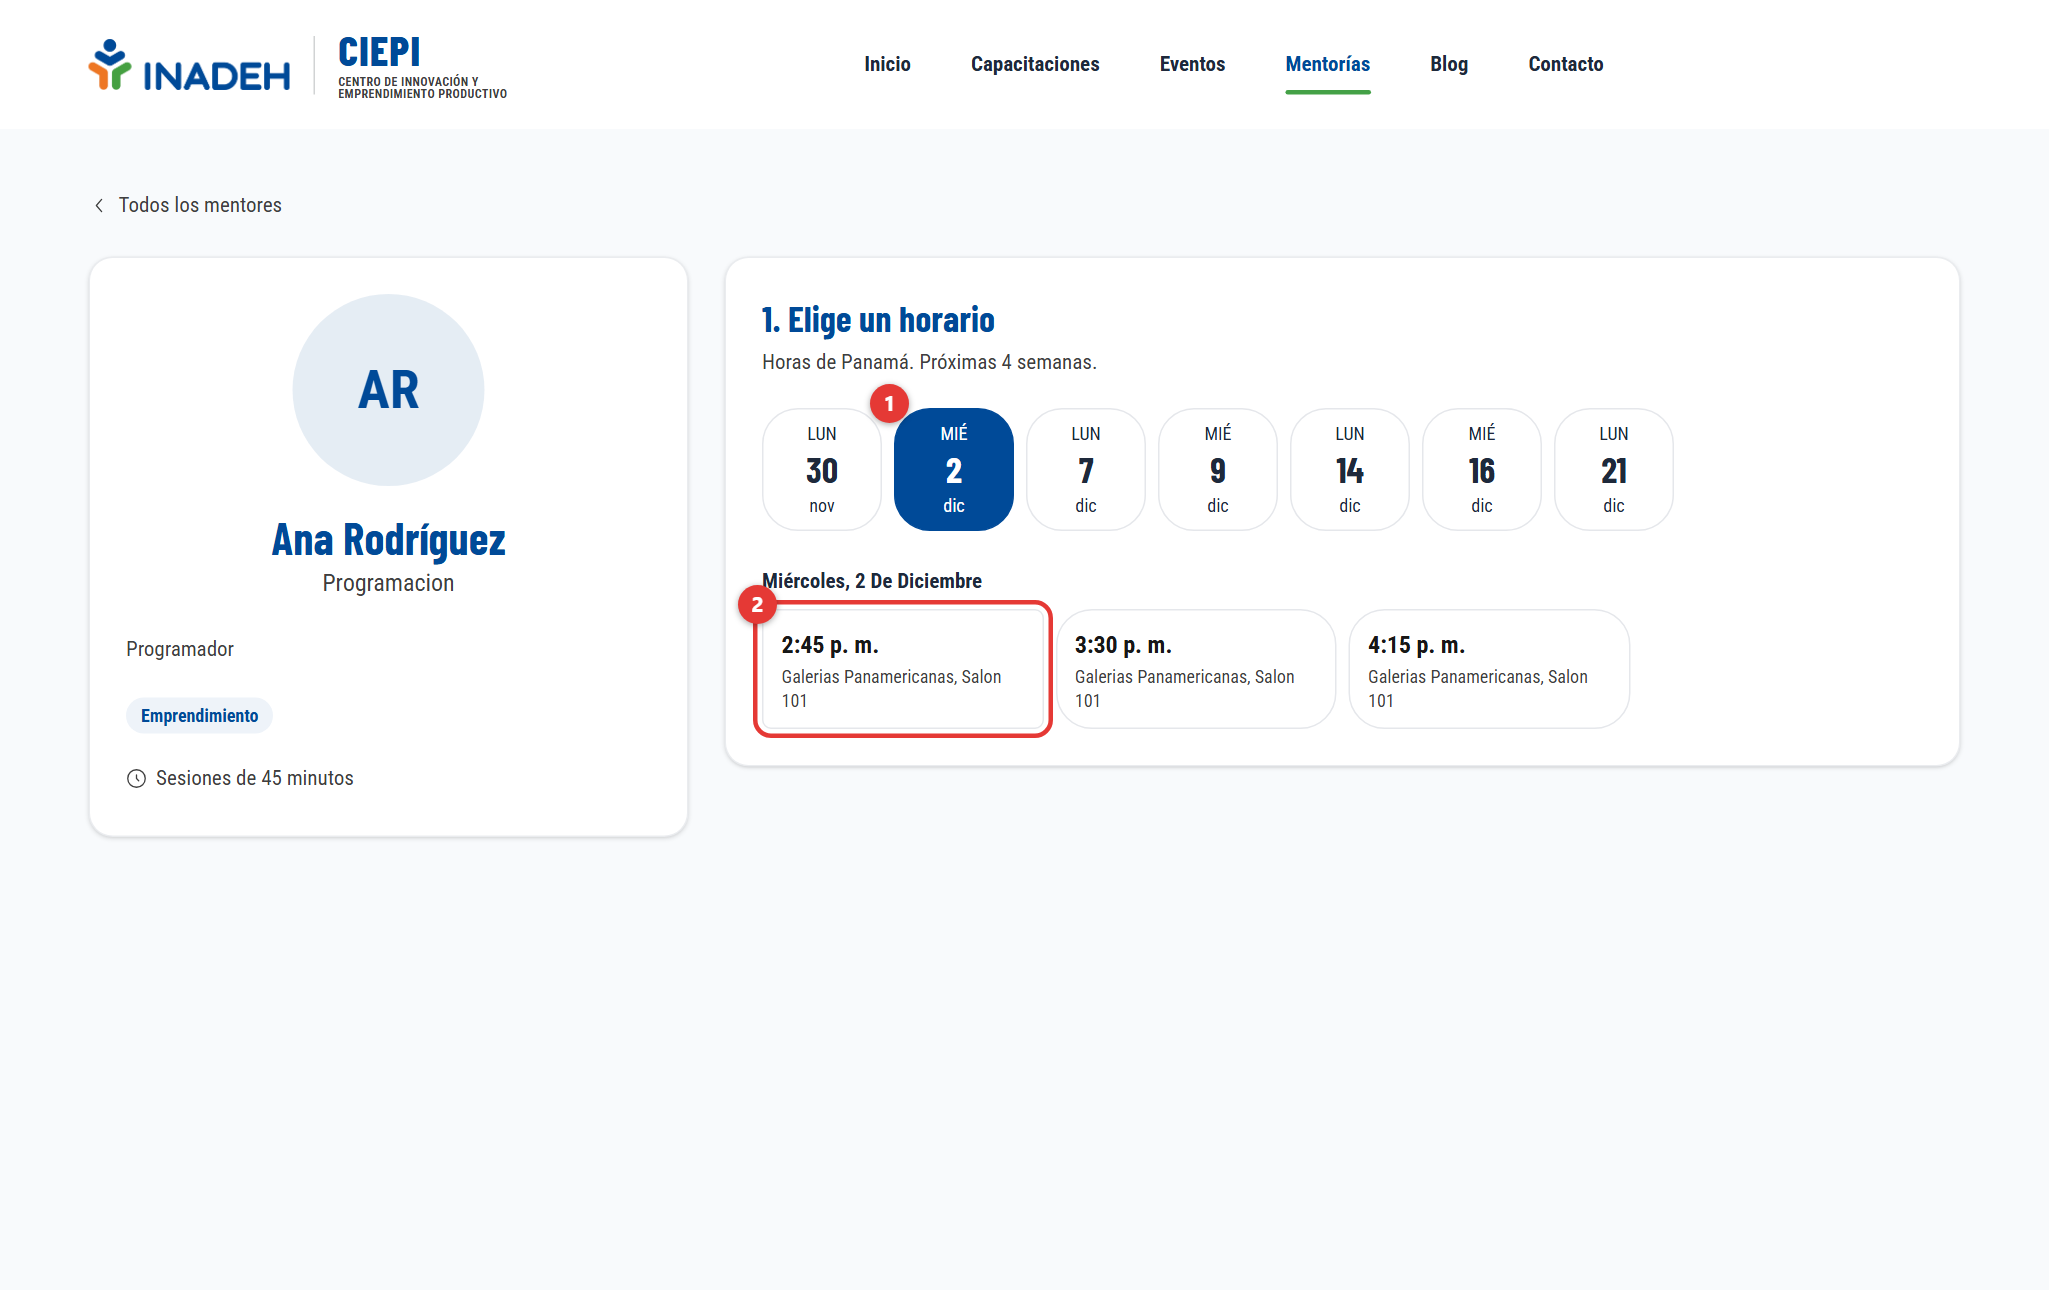 INADEH
CIEPI
CENTRO DE INNOVACIÓN Y
EMPRENDIMIENTO PRODUCTIVO
Inicio
Capacitaciones
Eventos
Mentorías
Blog
Contacto
Todos los mentores
AR
Ana Rodríguez
Programacion
Programador
Emprendimiento
Sesiones de 45 minutos
1. Elige un horario
Horas de Panamá. Próximas 4 semanas.
1
LUN
30
nov
MIÉ
2
dic
LUN
7
dic
MIÉ
9
dic
LUN
14
dic
MIÉ
16
dic
LUN
21
dic
Miércoles, 2 De Diciembre
2
2:45 p. m.
Galerias Panamericanas, Salon
101
3:30 p. m.
Galerias Panamericanas, Salon
101
4:15 p. m.
Galerias Panamericanas, Salon
101